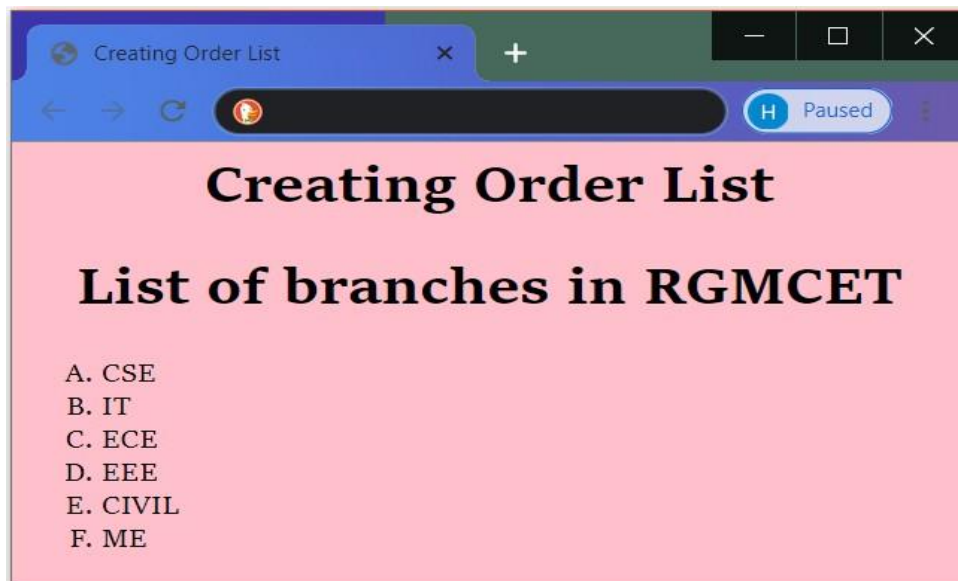 Creating Order List
H Paused
Creating Order List
List of branches in RGMCET
A. CSE
B. IT
C. ECE
D. EEE
E. CIVIL
F. ME